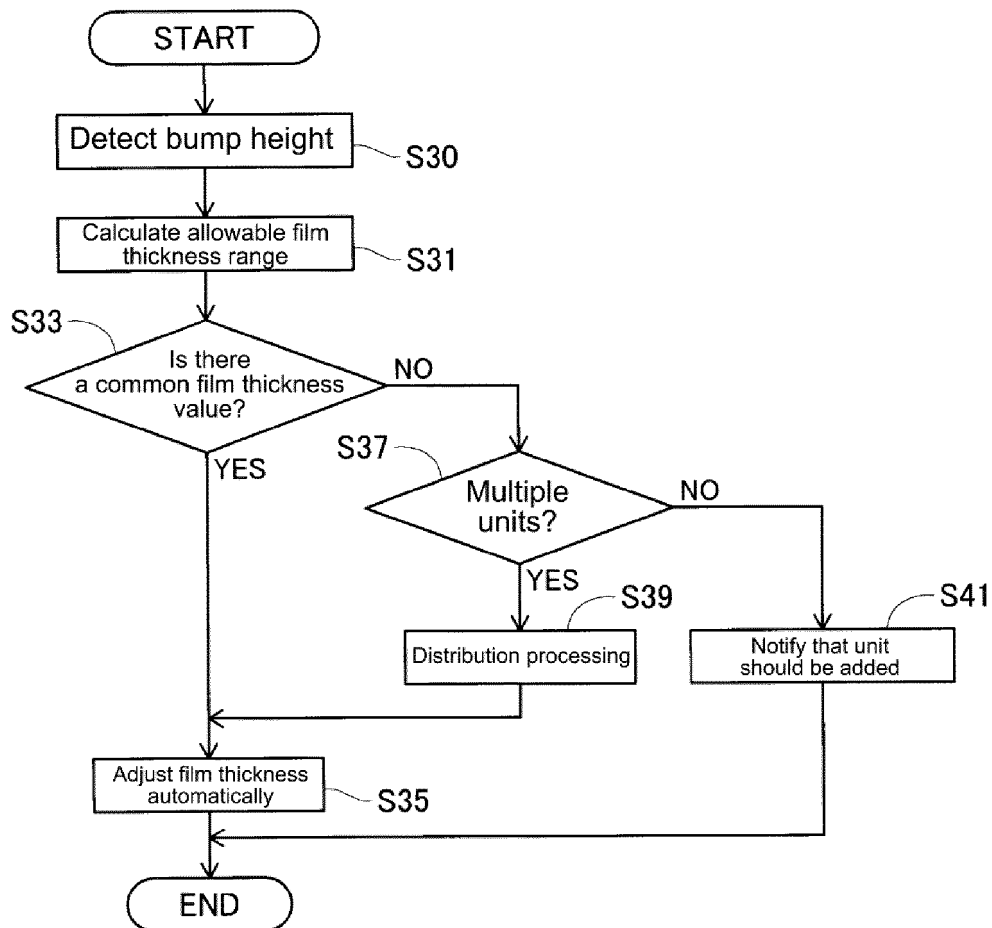 START
Detect bump height
S30
Calculate allowable film
thickness range
S31
S33
Is there
a common film thickness
value?
NO
YES
S37
Multiple
units?
NO
YES
S39
Distribution processing
S41
Notify that unit
should be added
Adjust film thickness
automatically
S35
END